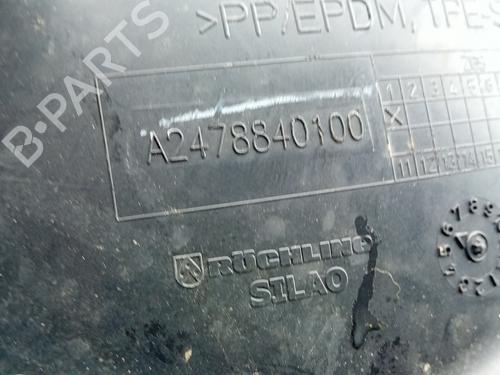 >PP/EPDM, TPE-S
A2478840100
1 2 3 4 5 6
X
11 12 13 14 15
RÖCHLING
SILAO
B-PARTS